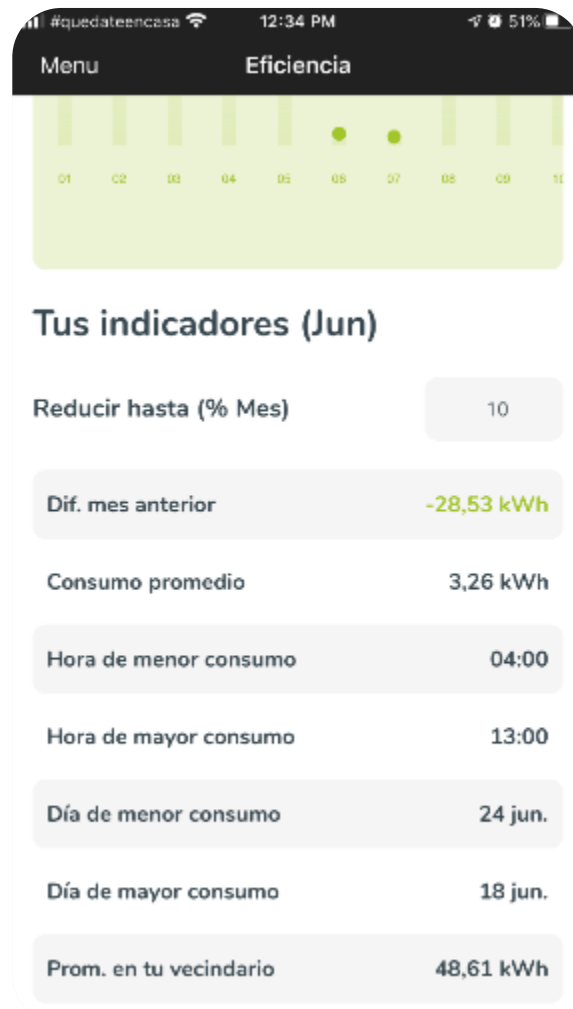 #quedateencasa 12:34 PM 51%
Menu Eficiencia
01 02 03 04 05 06 07 08 09
Tus indicadores (Jun)
Reducir hasta (% Mes) 10
Dif. mes anterior -28,53 kWh
Consumo promedio 3,26 kWh
Hora de menor consumo 04:00
Hora de mayor consumo 13:00
Día de menor consumo 24 jun.
Día de mayor consumo 18 jun.
Prom. en tu vecindario 48,61 kWh